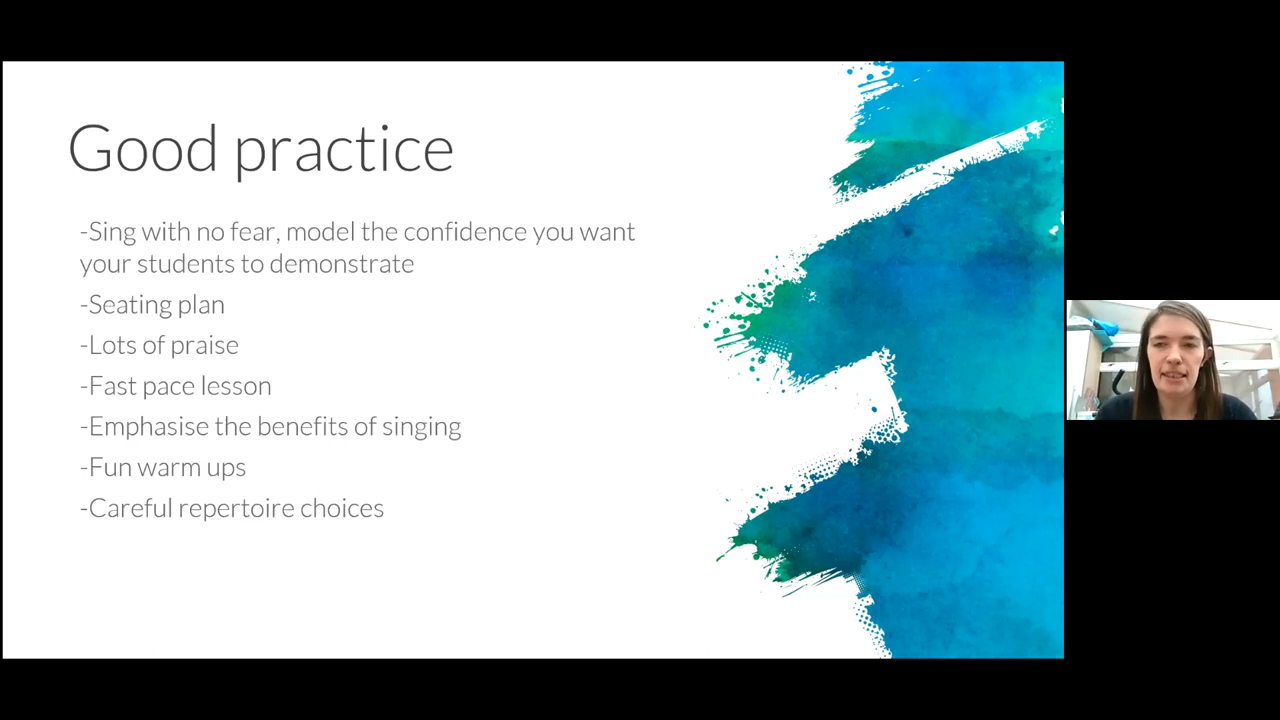 Good practice
-Sing with no fear, model the confidence you want
your students to demonstrate
-Seating plan
-Lots of praise
-Fast pace lesson
-Emphasise the benefits of singing
-Fun warm ups
-Careful repertoire choices